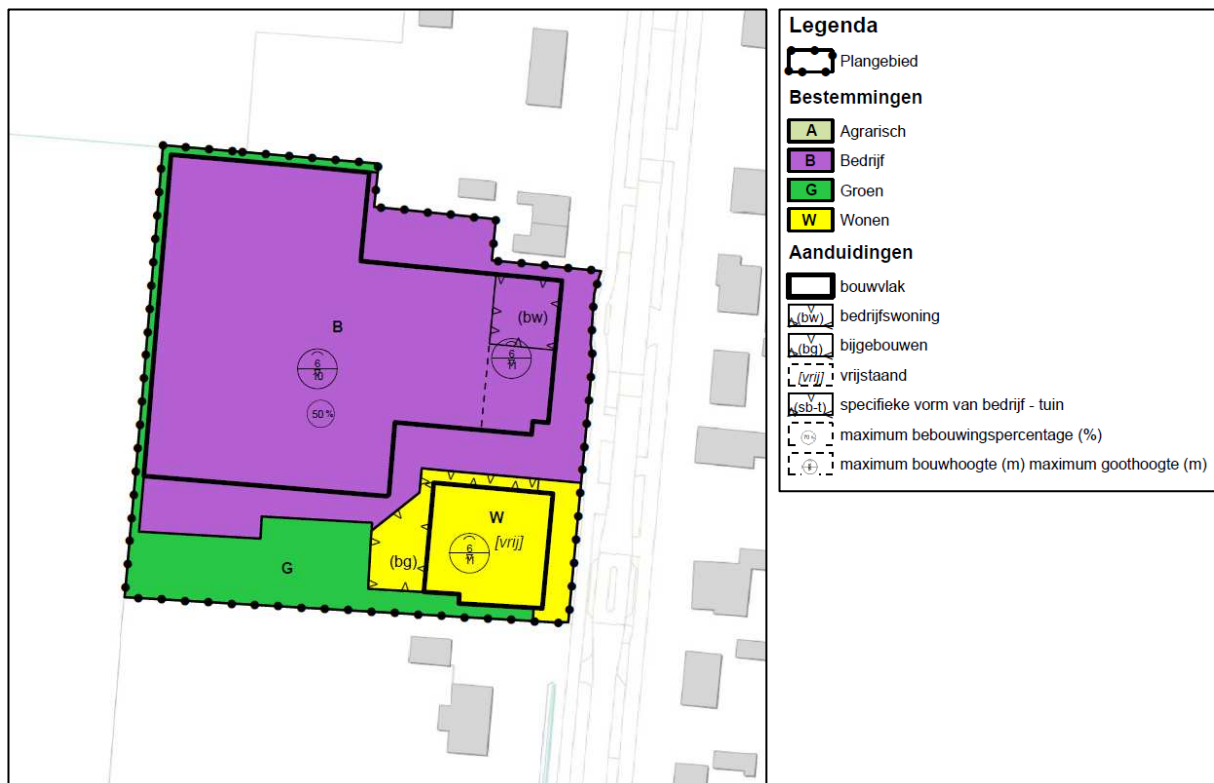 B
6
10
50 %
(bw)
6
11
W
[vrij]
6
11
(bg)
G
Legenda
Plangebied
Bestemmingen
A Agrarisch
B Bedrijf
G Groen
W Wonen
Aanduidingen
bouwvlak
(bw) bedrijfswoning
(bg) bijgebouwen
[vrij] vrijstaand
(sb-t) specifieke vorm van bedrijf - tuin
maximum bebouwingspercentage (%)
maximum bouwhoogte (m) maximum goothoogte (m)